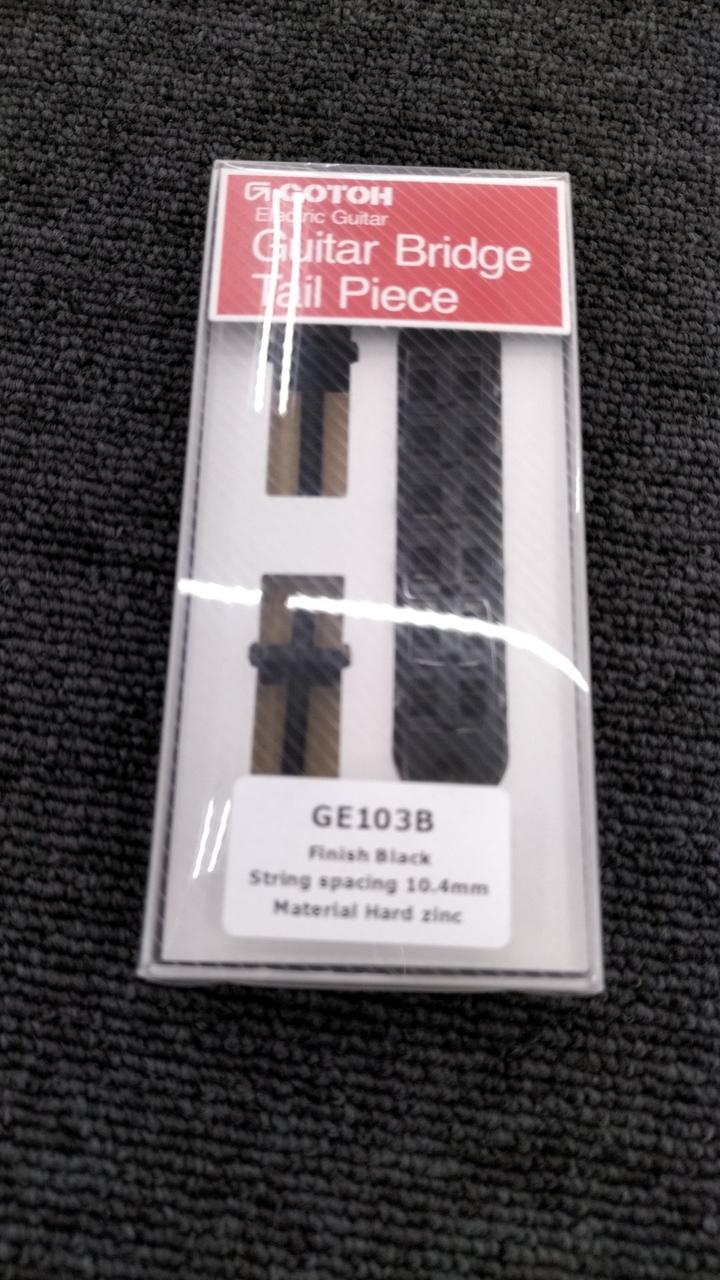 GOTOH
Electric Guitar
Guitar Bridge
Tail Piece
GE103B
Finish Black
String spacing 10.4mm
Material Hard zinc